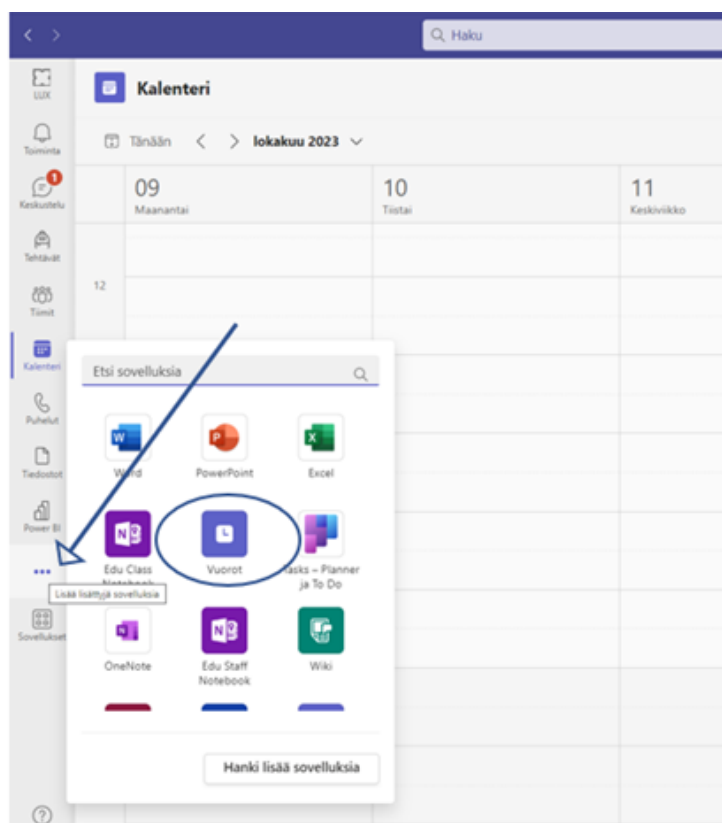 Haku
LUX
Kalenteri
Toiminta
Tänään
lokakuu 2023
1
Keskustelu
09
10
11
Maanantai
Tiistai
Keskiviikko
Tehtävät
Tiimit
12
Kalenteri
Etsi sovelluksia
Puhelut
Word
PowerPoint
Excel
Tiedostot
Power BI
Edu Class
Notebook
Vuorot
Tasks – Planner
ja To Do
Lisää lisättyjä sovelluksia
Sovellukset
OneNote
Edu Staff
Notebook
Wiki
Hanki lisää sovelluksia